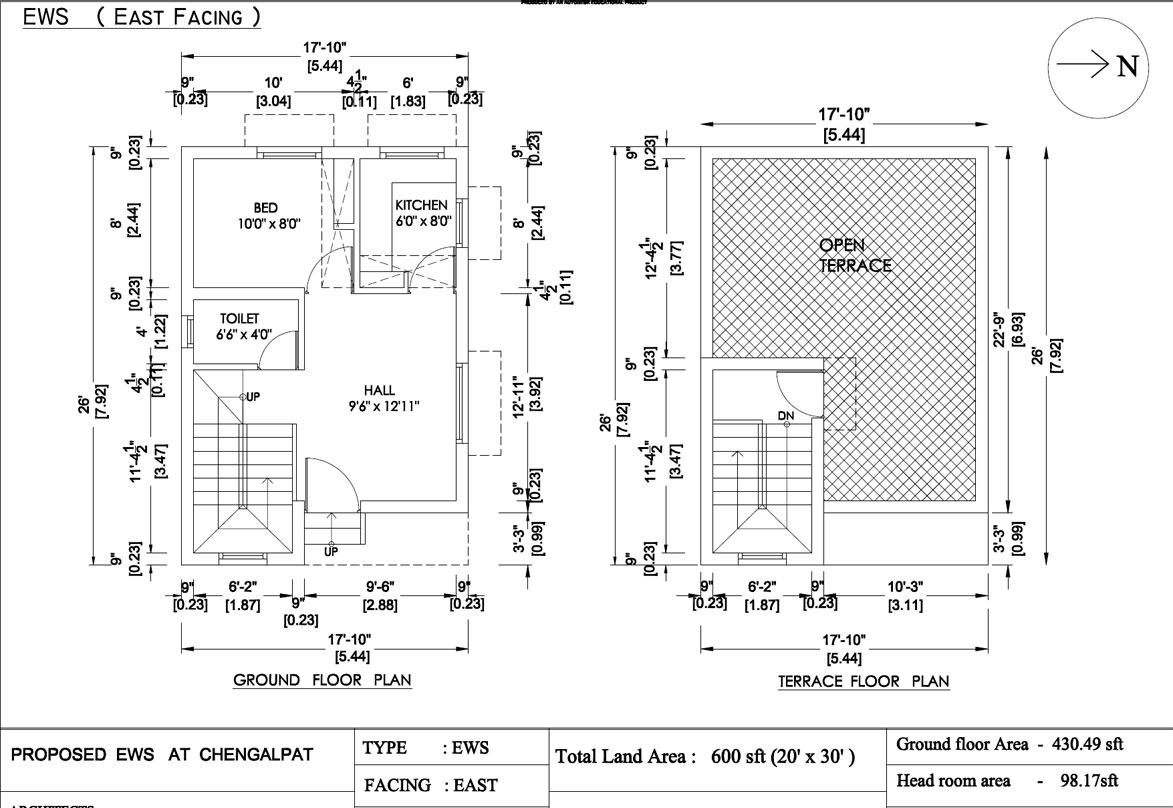 PRODUCED BY AN AUTODESK EDUCATIONAL PRODUCT
EWS ( EAST FACING )
N
17'-10"
[5.44]
9" 10' 4 1/2" 6' 9"
[0.23] [3.04] [0.11] [1.83] [0.23]
9" [0.23]
8' [2.44]
9" [0.23]
4' [1.22]
4 1/2" [0.11]
11'-4 1/2" [3.47]
9" [0.23]
26' [7.92]
BED
10'0" x 8'0"
KITCHEN
6'0" x 8'0"
TOILET
6'6" x 4'0"
HALL
9'6" x 12'11"
UP
UP
9" [0.23]
8' [2.44]
4 1/2" [0.11]
12'-11" [3.92]
9" [0.23]
3'-3" [0.99]
9" 6'-2" 9" 9'-6" 9"
[0.23] [1.87] [0.23] [2.88] [0.23]
17'-10"
[5.44]
GROUND FLOOR PLAN
17'-10"
[5.44]
9" [0.23]
12'-4 1/2" [3.77]
9" [0.23]
11'-4 1/2" [3.47]
9" [0.23]
26' [7.92]
OPEN
TERRACE
DN
22'-9" [6.93]
3'-3" [0.99]
26' [7.92]
9" 6'-2" 9" 10'-3"
[0.23] [1.87] [0.23] [3.11]
17'-10"
[5.44]
TERRACE FLOOR PLAN
PROPOSED EWS AT CHENGALPAT
TYPE : EWS
FACING : EAST
Total Land Area : 600 sft (20' x 30' )
Ground floor Area - 430.49 sft
Head room area - 98.17sft
ARCHITECTS